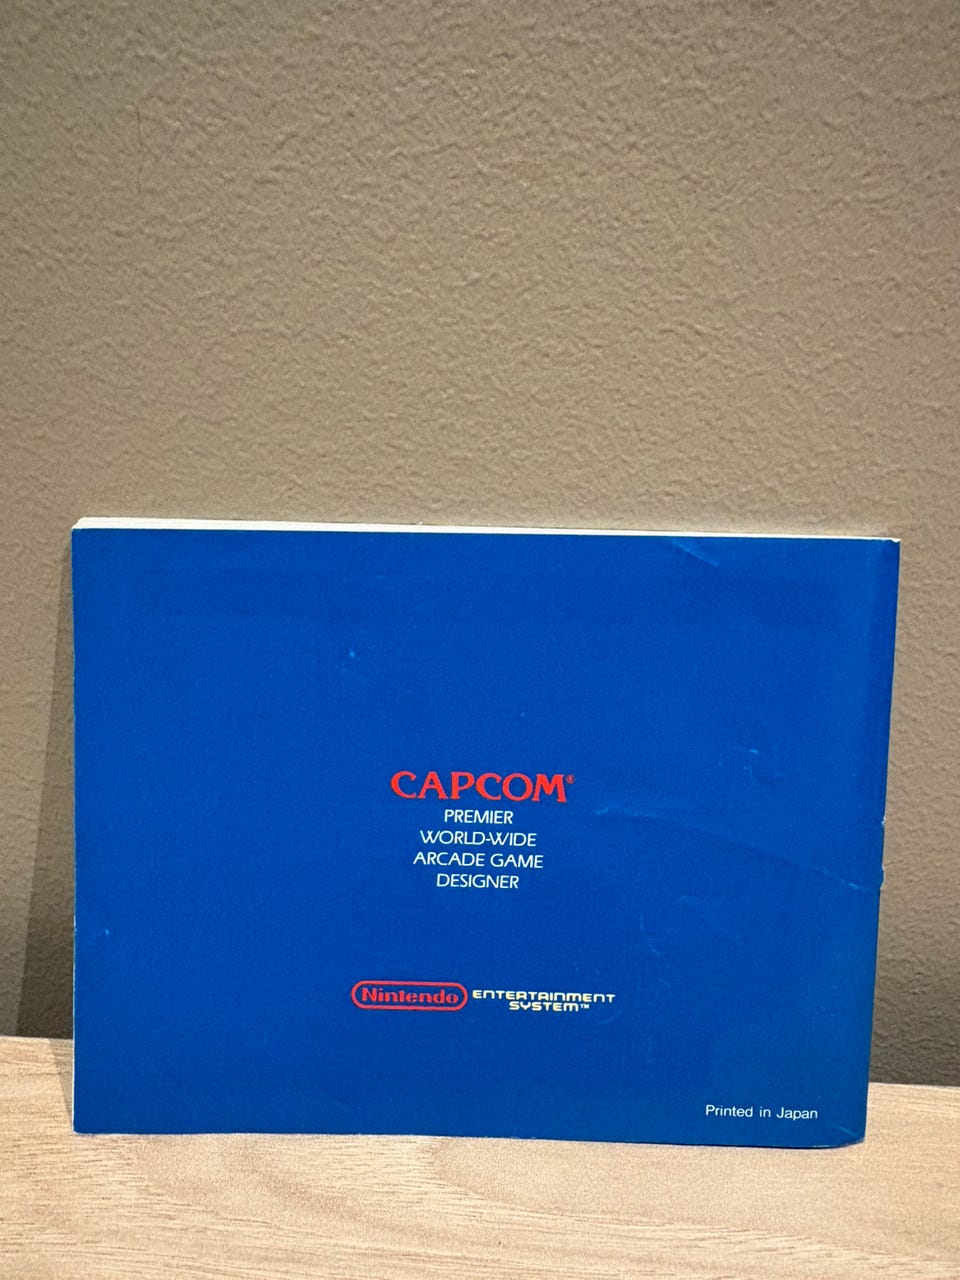 CAPCOM®
PREMIER
WORLD-WIDE
ARCADE GAME
DESIGNER
Nintendo ENTERTAINMENT
SYSTEM™
Printed in Japan